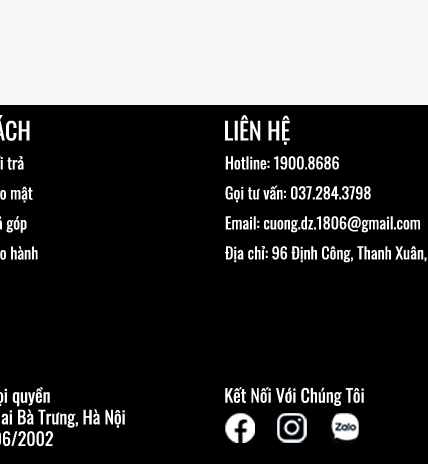 ÁCH
i trả
o mật
góp
o hành
LIÊN HỆ
Hotline: 1900.8686
Gọi tư vấn: 037.284.3798
Email: cuong.dz.1806@gmail.com
Địa chỉ: 96 Định Công, Thanh Xuân,
ọi quyền
ai Bà Trưng, Hà Nội
06/2002
Kết Nối Với Chúng Tôi
Zalo